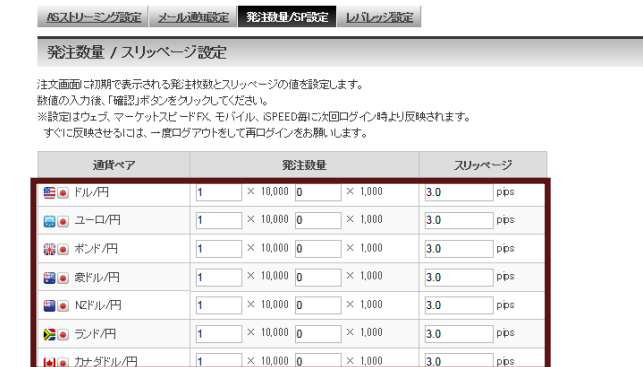 ASストリーミング設定 メール通知設定 発注数量/SP設定 レバレッジ設定
発注数量 / スリッページ設定
注文画面に初期で表示される発注枚数とスリッページの値を設定します。
数値の入力後、「確認」ボタンをクリックしてください。
※設定はウェブ、マーケットスピードFX、モバイル、iSPEED毎に次回ログイン時より反映されます。
すぐに反映させるには、一度ログアウトをして再ログインをお願いします。
通貨ペア 発注数量 スリッページ
ドル/円 1 × 10,000 0 × 1,000 3.0 pips
ユーロ/円 1 × 10,000 0 × 1,000 3.0 pips
ポンド/円 1 × 10,000 0 × 1,000 3.0 pips
豪ドル/円 1 × 10,000 0 × 1,000 3.0 pips
NZドル/円 1 × 10,000 0 × 1,000 3.0 pips
ランド/円 1 × 10,000 0 × 1,000 3.0 pips
カナダドル/円 1 × 10,000 0 × 1,000 3.0 pips